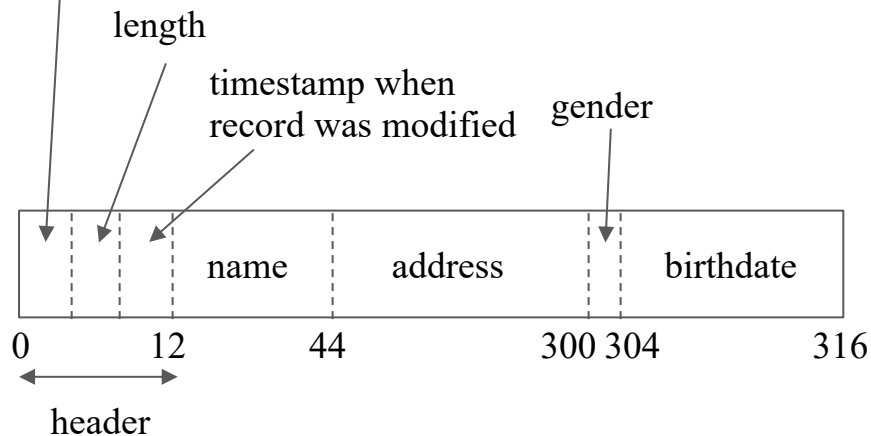 length
timestamp when
record was modified
gender
name address birthdate
0 12 44 300 304 316
header